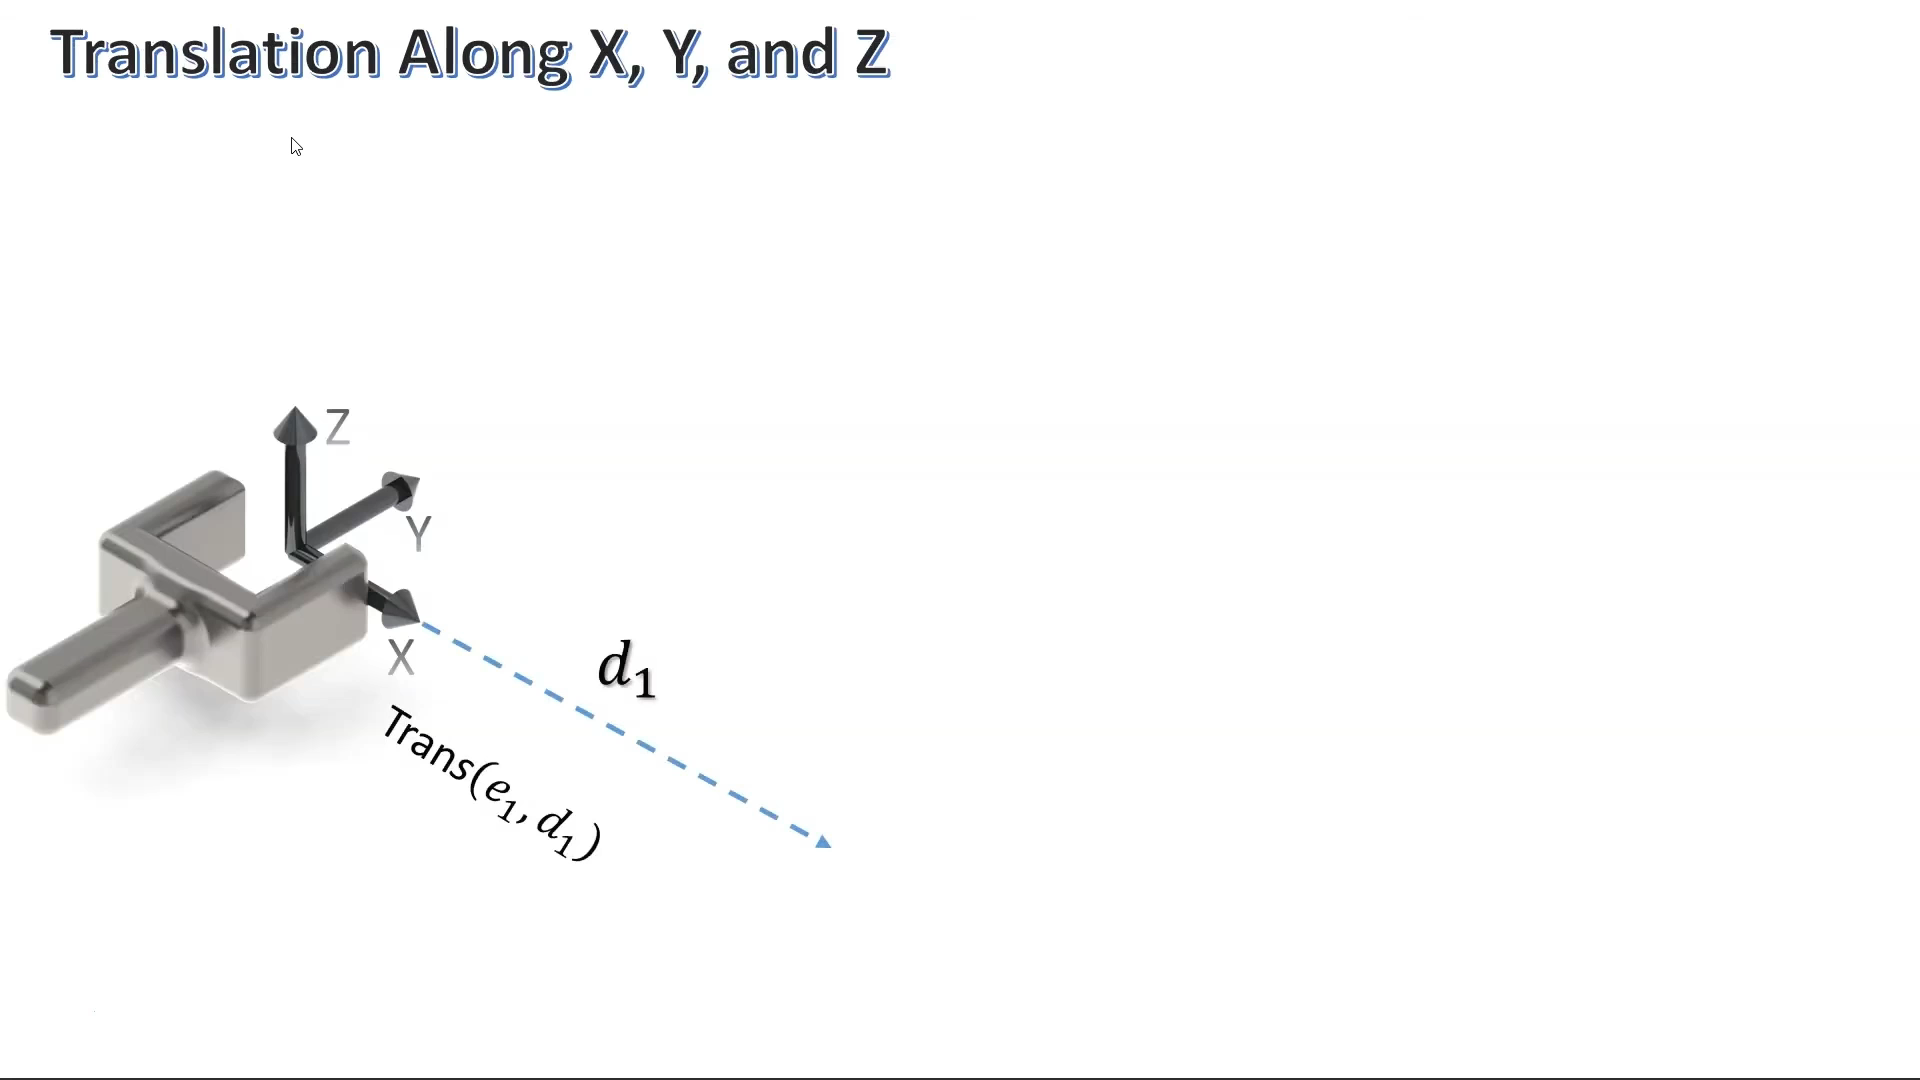 Translation Along X, Y, and Z
Z
Y
X
d₁
Trans(e₁, d₁)